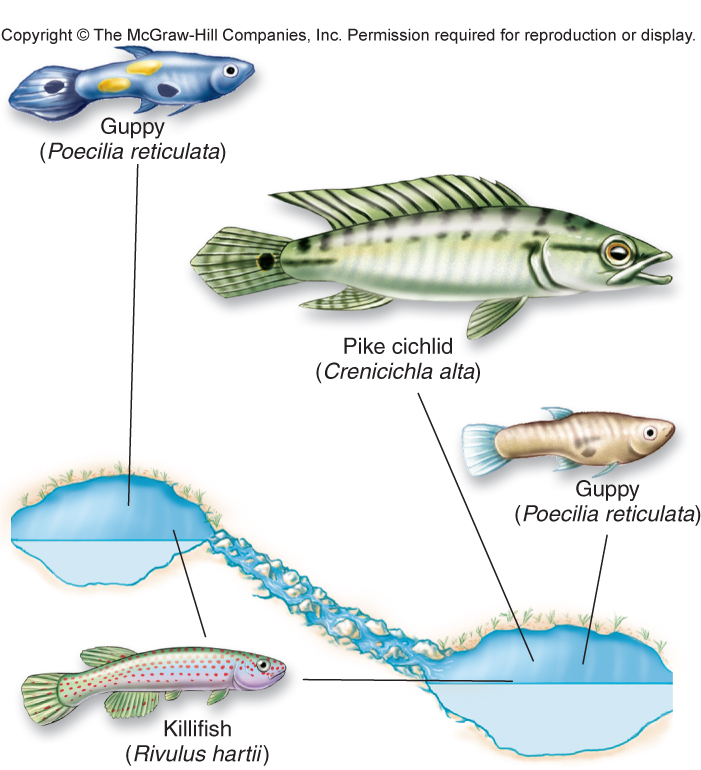 Copyright © The McGraw-Hill Companies, Inc. Permission required for reproduction or display.
Guppy
(Poecilia reticulata)
Pike cichlid
(Crenicichla alta)
Guppy
(Poecilia reticulata)
Killifish
(Rivulus hartii)